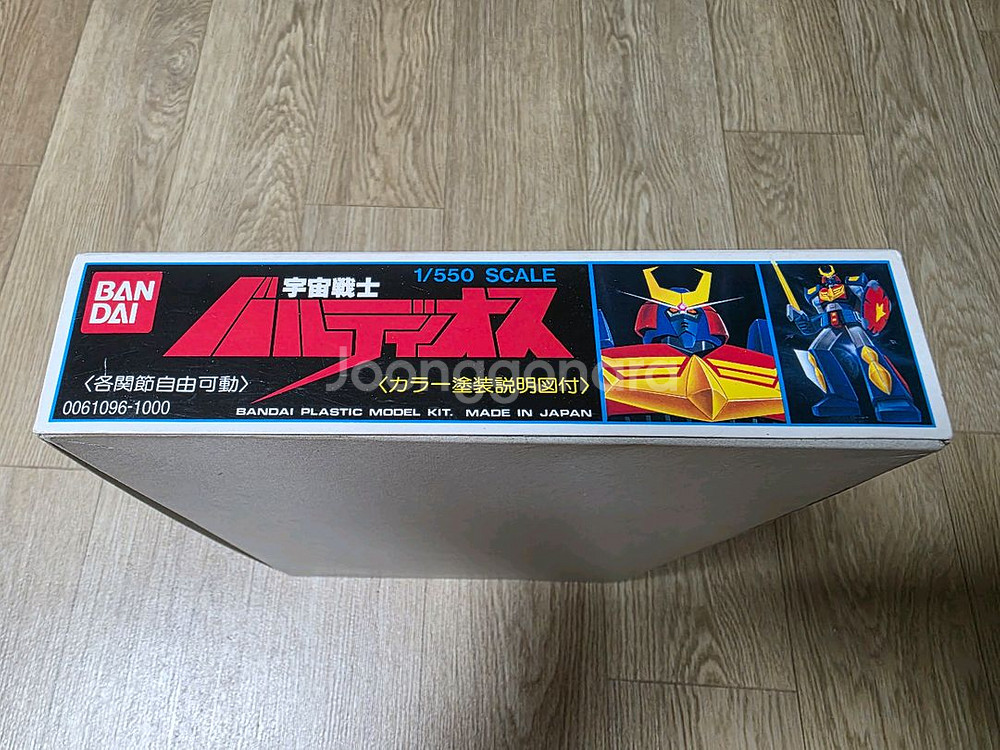 BAN
DAI
宇宙戦士
1/550 SCALE
バルディオス
〈各関節自由可動〉
〈カラー塗装説明図付〉
0061096-1000
BANDAI PLASTIC MODEL KIT. MADE IN JAPAN
Joonggonara